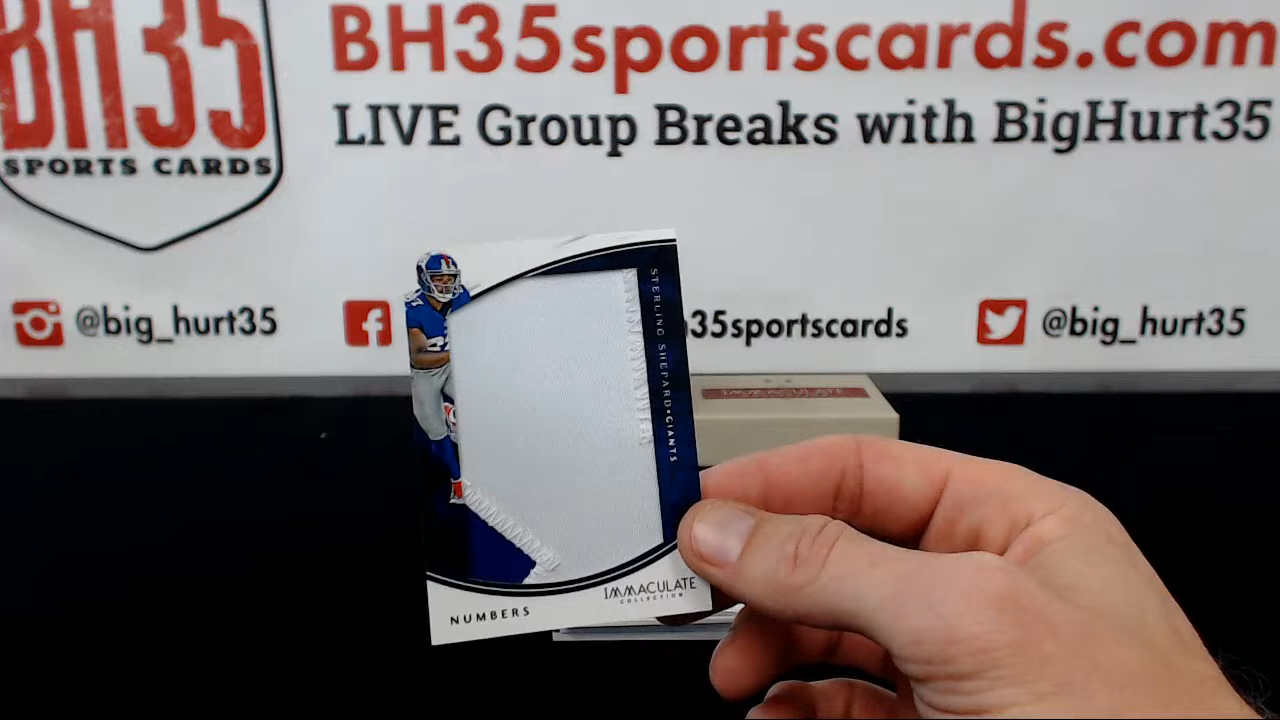 BH35
SPORTS CARDS
BH35sportscards.com
LIVE Group Breaks with BigHurt35
@big_hurt35
35sportscards
@big_hurt35
STERLING SHEPARD•GIANTS
IMMACULATE
COLLECTION
NUMBERS
IMMACULATE